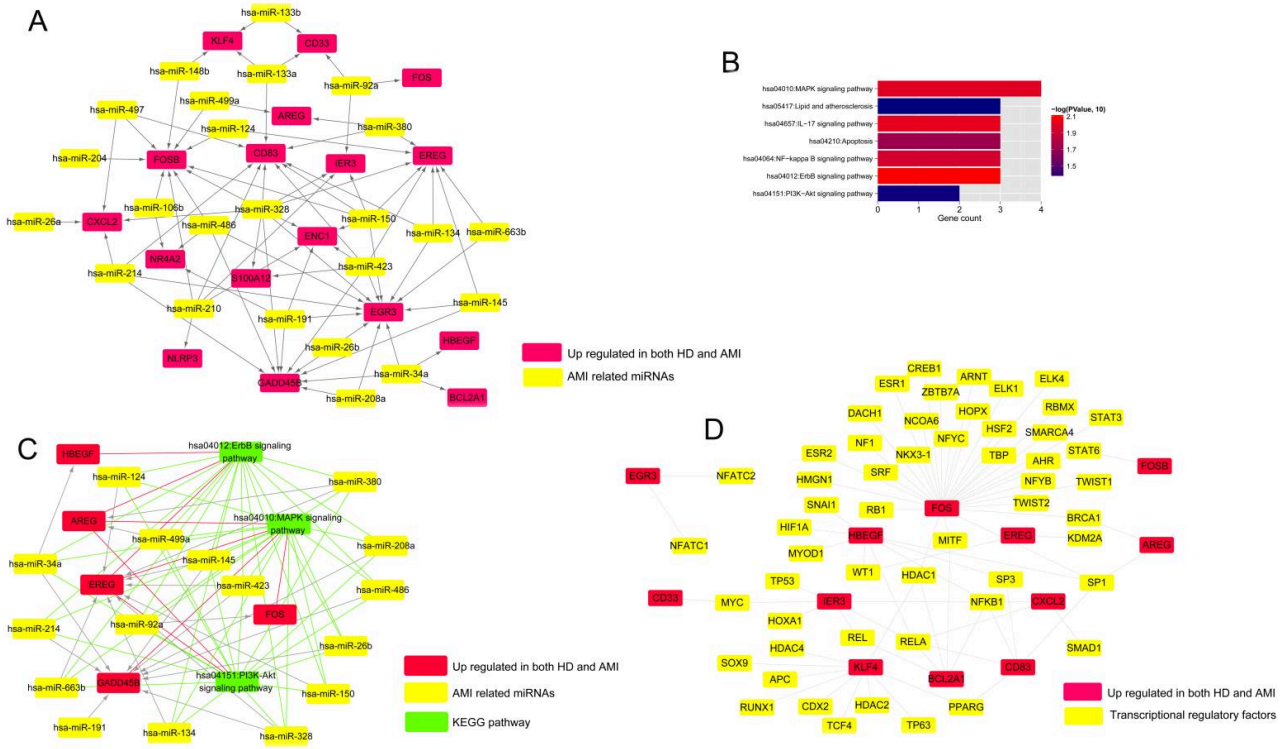 A
hsa-miR-133b
KLF4
CD33
hsa-miR-148b
hsa-miR-133a
hsa-miR-92a
FOS
hsa-miR-497
hsa-miR-499a
AREG
hsa-miR-124
hsa-miR-380
hsa-miR-204
FOSB
CD83
IER3
EREG
hsa-miR-26a
CXCL2
hsa-miR-106b
hsa-miR-328
hsa-miR-486
hsa-miR-150
hsa-miR-134
hsa-miR-663b
ENC1
NR4A2
hsa-miR-214
S100A12
hsa-miR-423
hsa-miR-210
hsa-miR-145
hsa-miR-191
EGR3
NLRP3
hsa-miR-26b
HBEGF
GADD45B
hsa-miR-34a
hsa-miR-208a
BCL2A1
Up regulated in both HD and AMI
AMI related miRNAs
B
hsa04010:MAPK signaling pathway
hsa05417:Lipid and atherosclerosis
hsa04657:IL-17 signaling pathway
hsa04210:Apoptosis
hsa04064:NF-kappa B signaling pathway
hsa04012:ErbB signaling pathway
hsa04151:PI3K-Akt signaling pathway
0 1 2 3 4
Gene count
-log(PValue, 10)
2.1
1.9
1.7
1.5
C
hsa04012:ErbB signaling
pathway
HBEGF
hsa-miR-124
hsa-miR-380
AREG
hsa04010:MAPK signaling
pathway
hsa-miR-499a
hsa-miR-208a
hsa-miR-34a
hsa-miR-145
EREG
hsa-miR-423
hsa-miR-486
hsa-miR-92a
FOS
hsa-miR-214
hsa-miR-26b
hsa04151:PI3K-Akt
signaling pathway
hsa-miR-663b
GADD45B
hsa-miR-150
hsa-miR-191
hsa-miR-134
hsa-miR-328
Up regulated in both HD and AMI
AMI related miRNAs
KEGG pathway
D
CREB1
ESR1
ZBTB7A
ARNT
ELK1
ELK4
DACH1
NCOA6
HOPX
RBMX
STAT3
NF1
NFYC
HSF2
SMARCA4
ESR2
NKX3-1
TBP
AHR
STAT6
FOSB
EGR3
NFATC2
HMGN1
SRF
NFYB
TWIST1
SNAI1
RB1
FOS
TWIST2
HIF1A
HBEGF
MITF
EREG
BRCA1
KDM2A
AREG
NFATC1
MYOD1
WT1
HDAC1
SP3
SP1
TP53
CD33
MYC
IER3
NFKB1
CXCL2
HOXA1
REL
RELA
SMAD1
HDAC4
SOX9
KLF4
CD83
APC
BCL2A1
RUNX1
CDX2
HDAC2
PPARG
TCF4
TP63
Up regulated in both HD and AMI
Transcriptional regulatory factors